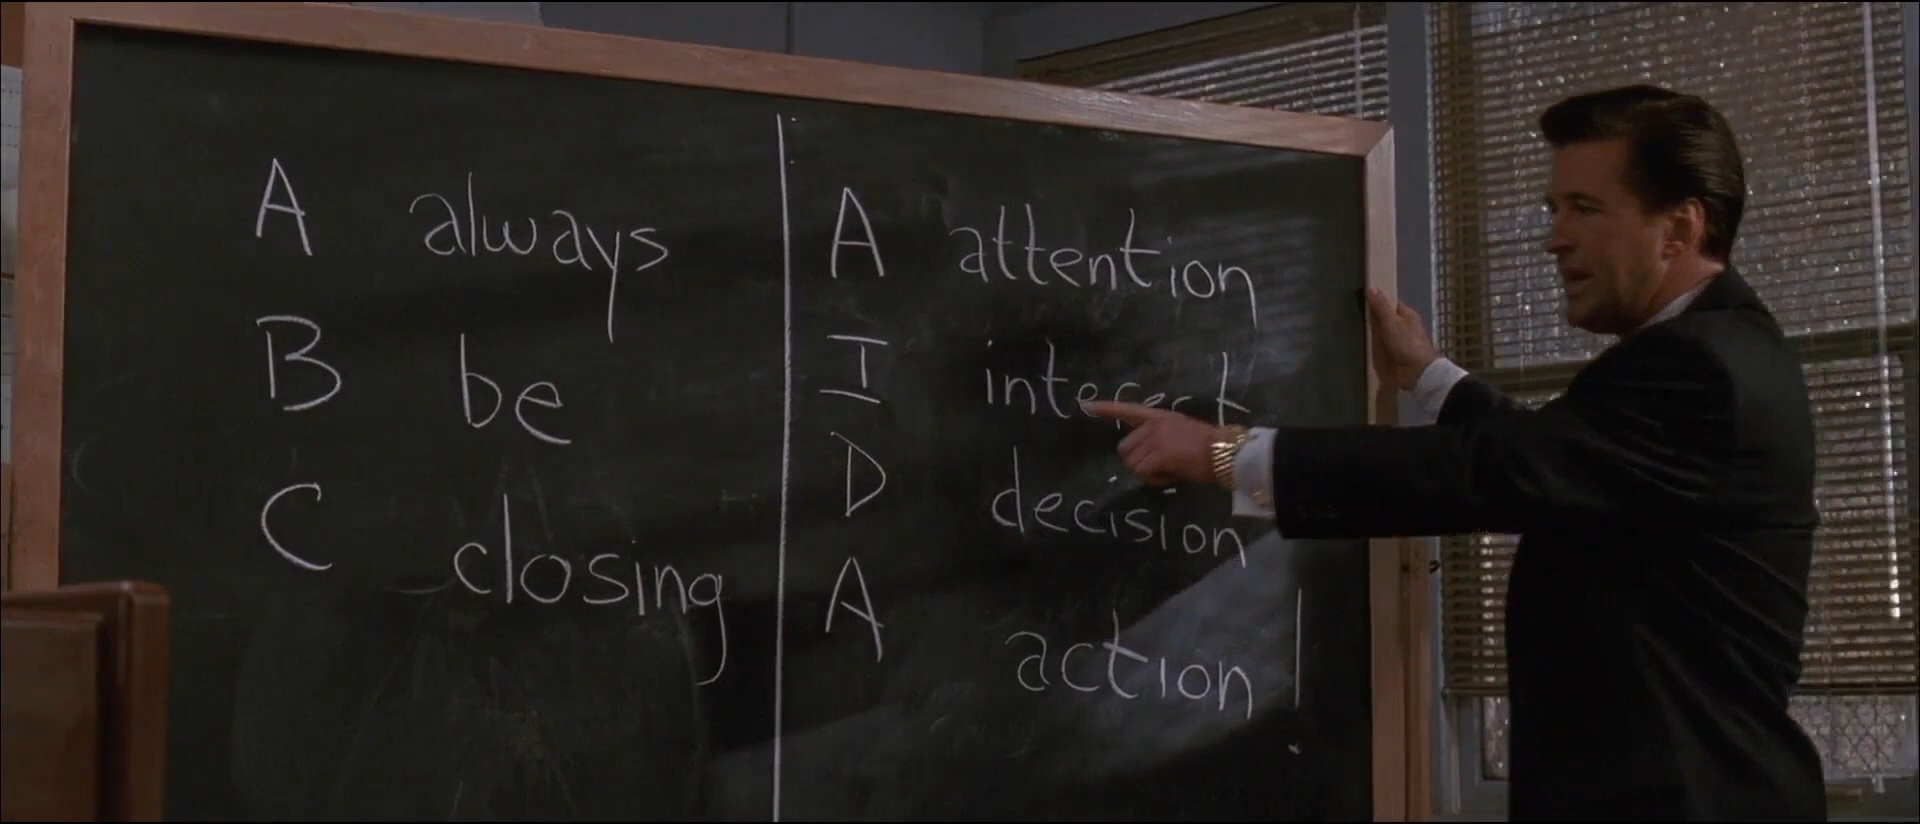 A always
B be
C closing
A attention
I interest
D decision
A action!